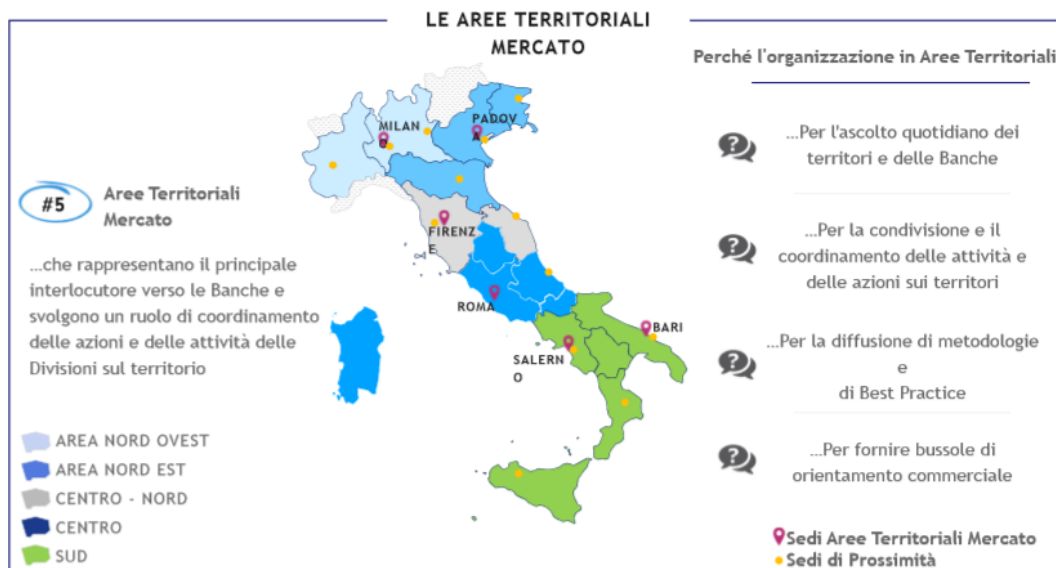 LE AREE TERRITORIALI
MERCATO
Perché l'organizzazione in Aree Territoriali
#5
Aree Territoriali
Mercato
...che rappresentano il principale
interlocutore verso le Banche e
svolgono un ruolo di coordinamento
delle azioni e delle attività delle
Divisioni sul territorio
AREA NORD OVEST
AREA NORD EST
CENTRO - NORD
CENTRO
SUD
MILAN
O
PADOV
A
FIRENZ
E
ROMA
BARI
SALERN
O
...Per l'ascolto quotidiano dei
territori e delle Banche
...Per la condivisione e il
coordinamento delle attività e
delle azioni sui territori
...Per la diffusione di metodologie
e
di Best Practice
...Per fornire bussole di
orientamento commerciale
Sedi Aree Territoriali Mercato
Sedi di Prossimità